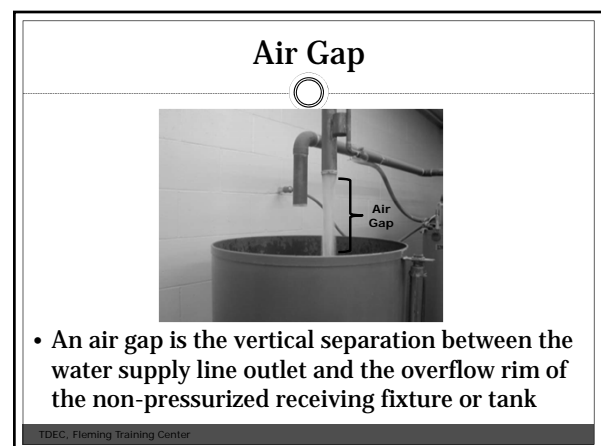 Air Gap
Air
Gap
• An air gap is the vertical separation between the
water supply line outlet and the overflow rim of
the non-pressurized receiving fixture or tank
TDEC, Fleming Training Center